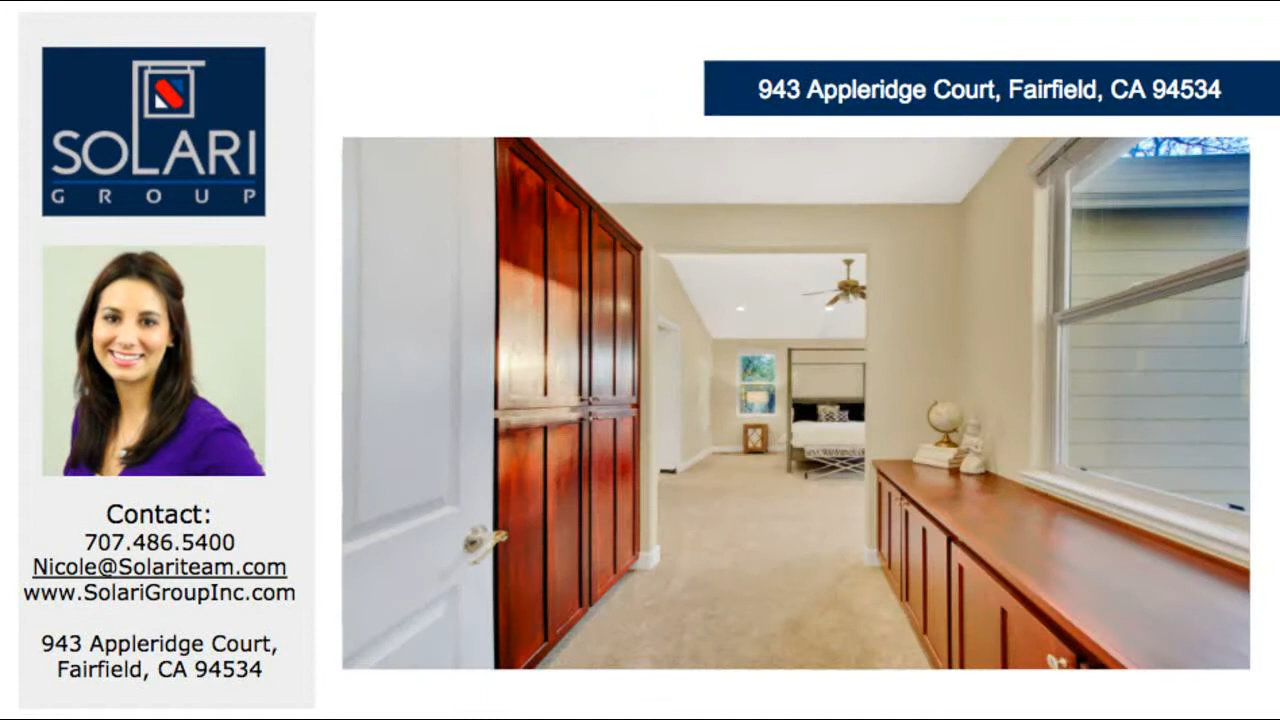 SOLARI
GROUP
943 Appleridge Court, Fairfield, CA 94534
Contact:
707.486.5400
Nicole@Solariteam.com
www.SolariGroupInc.com
943 Appleridge Court,
Fairfield, CA 94534